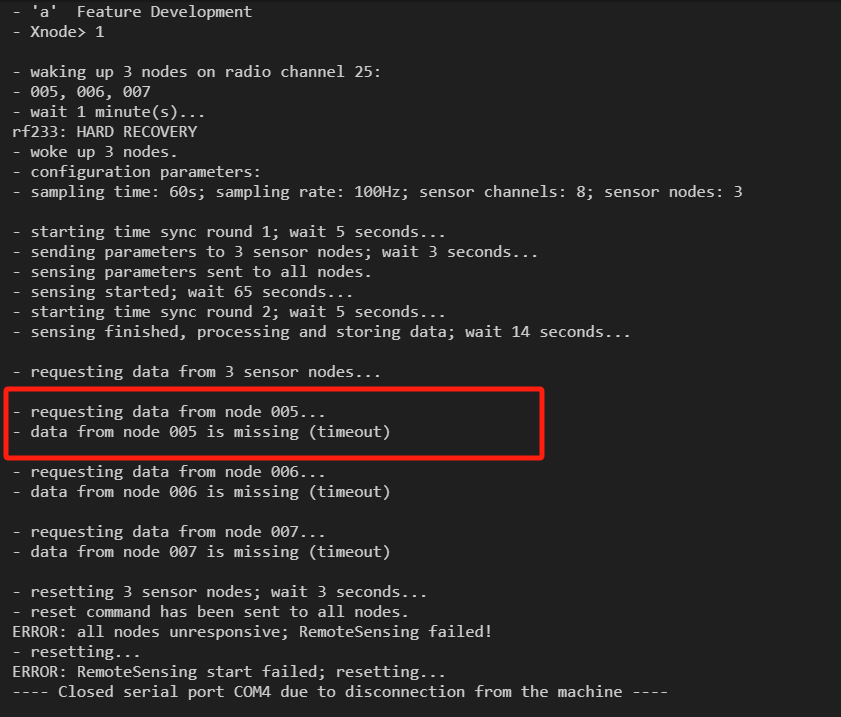 - 'a'  Feature Development
- Xnode> 1
- waking up 3 nodes on radio channel 25:
- 005, 006, 007
- wait 1 minute(s)...
rf233: HARD RECOVERY
- woke up 3 nodes.
- configuration parameters:
- sampling time: 60s; sampling rate: 100Hz; sensor channels: 8; sensor nodes: 3
- starting time sync round 1; wait 5 seconds...
- sending parameters to 3 sensor nodes; wait 3 seconds...
- sensing parameters sent to all nodes.
- sensing started; wait 65 seconds...
- starting time sync round 2; wait 5 seconds...
- sensing finished, processing and storing data; wait 14 seconds...
- requesting data from 3 sensor nodes...
- requesting data from node 005...
- data from node 005 is missing (timeout)
- requesting data from node 006...
- data from node 006 is missing (timeout)
- requesting data from node 007...
- data from node 007 is missing (timeout)
- resetting 3 sensor nodes; wait 3 seconds...
- reset command has been sent to all nodes.
ERROR: all nodes unresponsive; RemoteSensing failed!
- resetting...
ERROR: RemoteSensing start failed; resetting...
---- Closed serial port COM4 due to disconnection from the machine ----